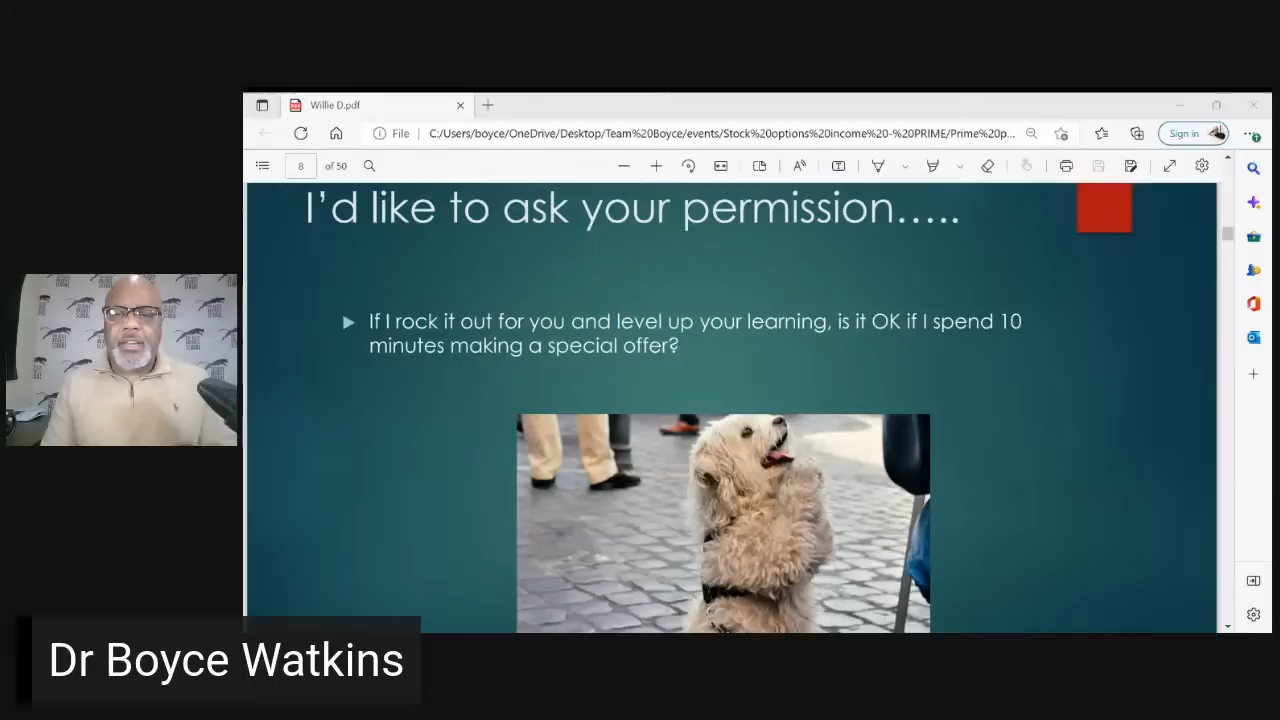 Willie D.pdf
File
C:/Users/boyce/OneDrive/Desktop/Team%20Boyce/events/Stock%20options%20income%20-%20PRIME/Prime%20p...
Sign in
8 of 50
I'd like to ask your permission.....
If I rock it out for you and level up your learning, is it OK if I spend 10
minutes making a special offer?
Dr Boyce Watkins